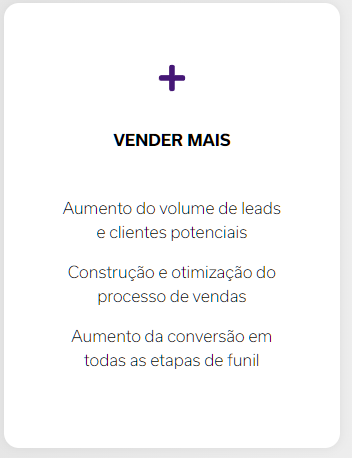 VENDER MAIS
Aumento do volume de leads
e clientes potenciais
Construção e otimização do
processo de vendas
Aumento da conversão em
todas as etapas de funil